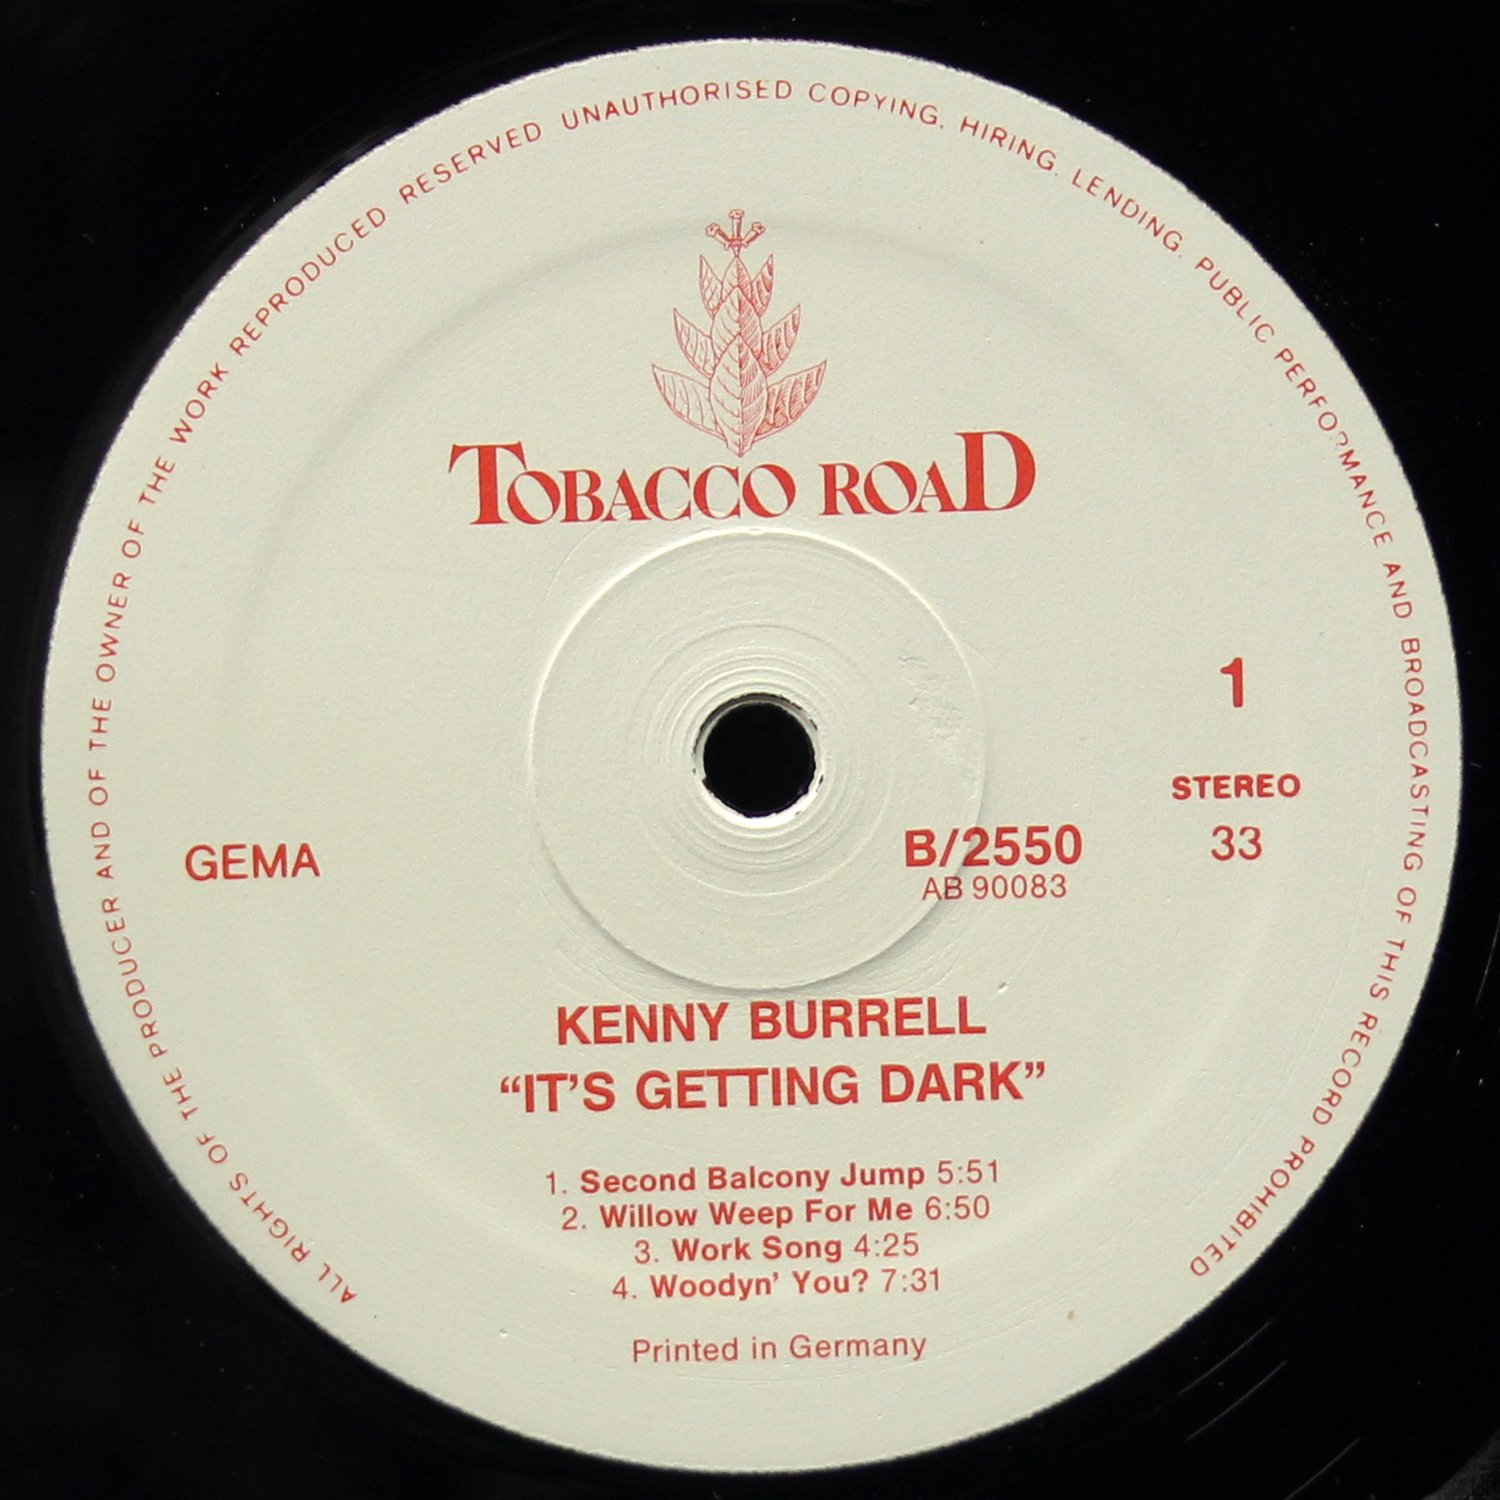 ALL RIGHTS OF THE PRODUCER AND OF THE OWNER OF THE WORK REPRODUCED RESERVED UNAUTHORISED COPYING, HIRING, LENDING, PUBLIC PERFORMANCE AND BROADCASTING OF THIS RECORD PROHIBITED
TOBACCO ROAD
1
STEREO
33
GEMA
B/2550
AB 90083
KENNY BURRELL
“IT’S GETTING DARK”
1. Second Balcony Jump 5:51
2. Willow Weep For Me 6:50
3. Work Song 4:25
4. Woodyn’ You? 7:31
Printed in Germany